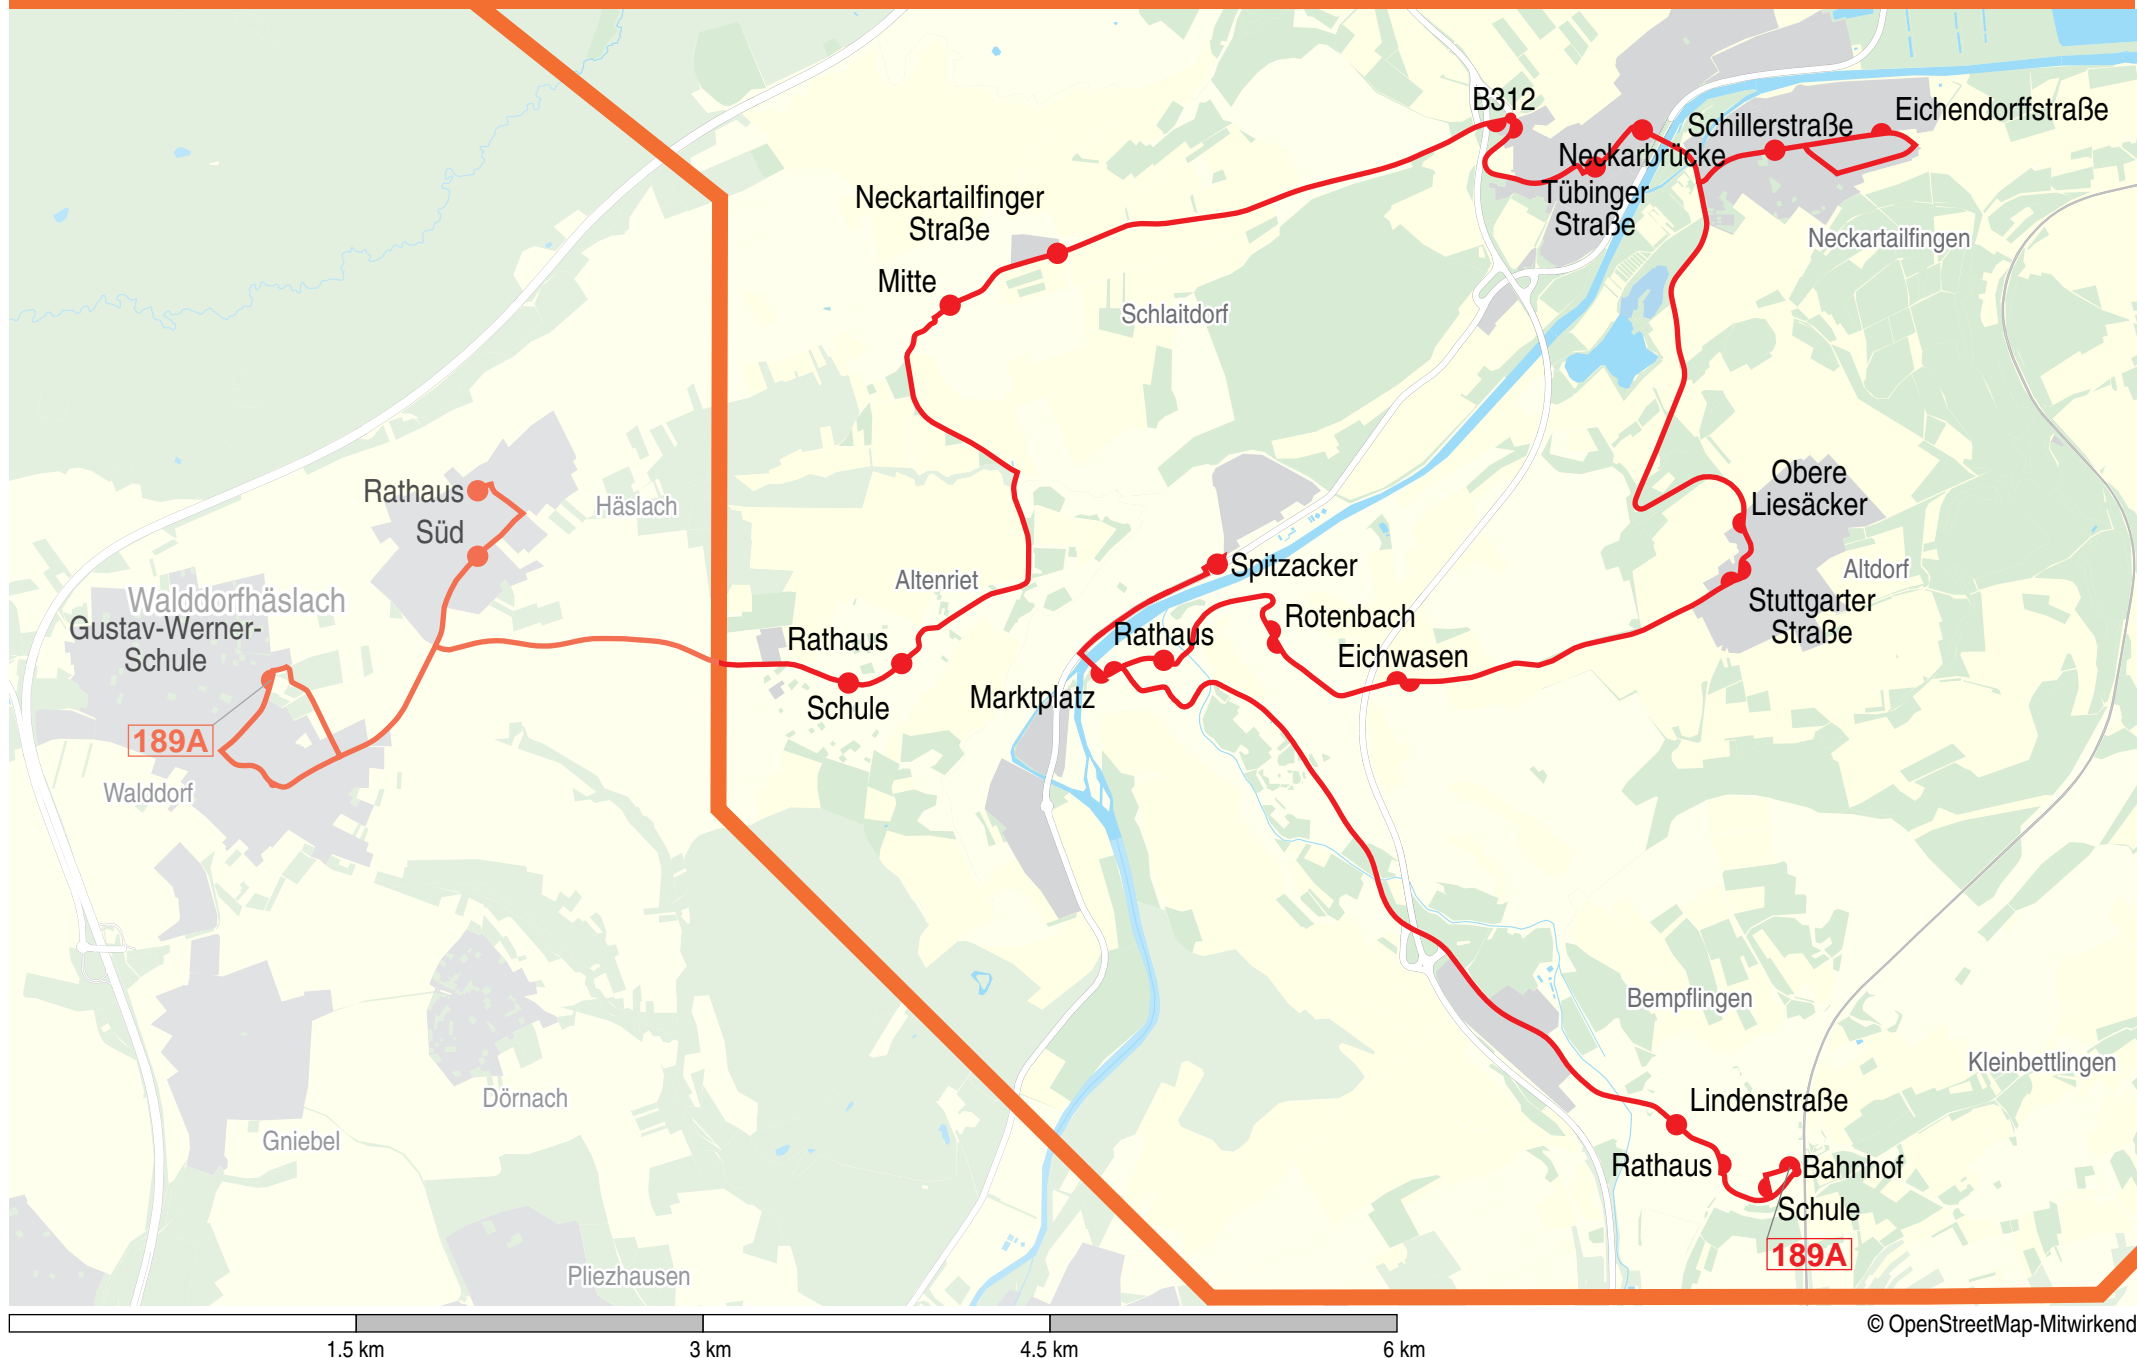 B312
Eichendorffstraße
Schillerstraße
Neckarbrücke
Tübinger
Straße
Neckartailfinger
Straße
Neckartailfingen
Mitte
Schlaitdorf
Rathaus
Süd
Häslach
Obere
Liesäcker
Altdorf
Stuttgarter
Straße
Spitzacker
Altenriet
Walddorfhäslach
Gustav-Werner-
Schule
Rathaus
Schule
Rathaus
Rotenbach
Eichwasen
Marktplatz
189A
Walddorf
Bempflingen
Kleinbettlingen
Dörnach
Gniebel
Lindenstraße
Rathaus
Bahnhof
Schule
189A
Pliezhausen
© OpenStreetMap-Mitwirkend
1.5 km
3 km
4.5 km
6 km